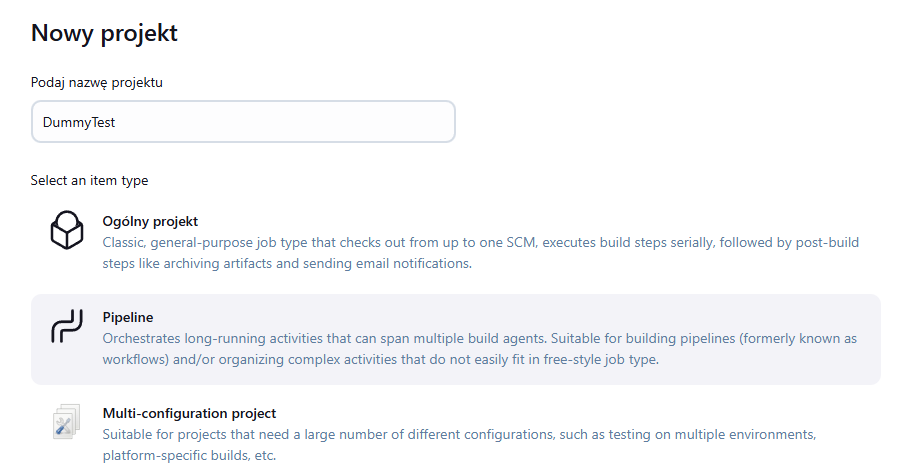 Nowy projekt
Podaj nazwę projektu
DummyTest
Select an item type
Ogólny projekt
Classic, general-purpose job type that checks out from up to one SCM, executes build steps serially, followed by post-build
steps like archiving artifacts and sending email notifications.
Pipeline
Orchestrates long-running activities that can span multiple build agents. Suitable for building pipelines (formerly known as
workflows) and/or organizing complex activities that do not easily fit in free-style job type.
Multi-configuration project
Suitable for projects that need a large number of different configurations, such as testing on multiple environments,
platform-specific builds, etc.